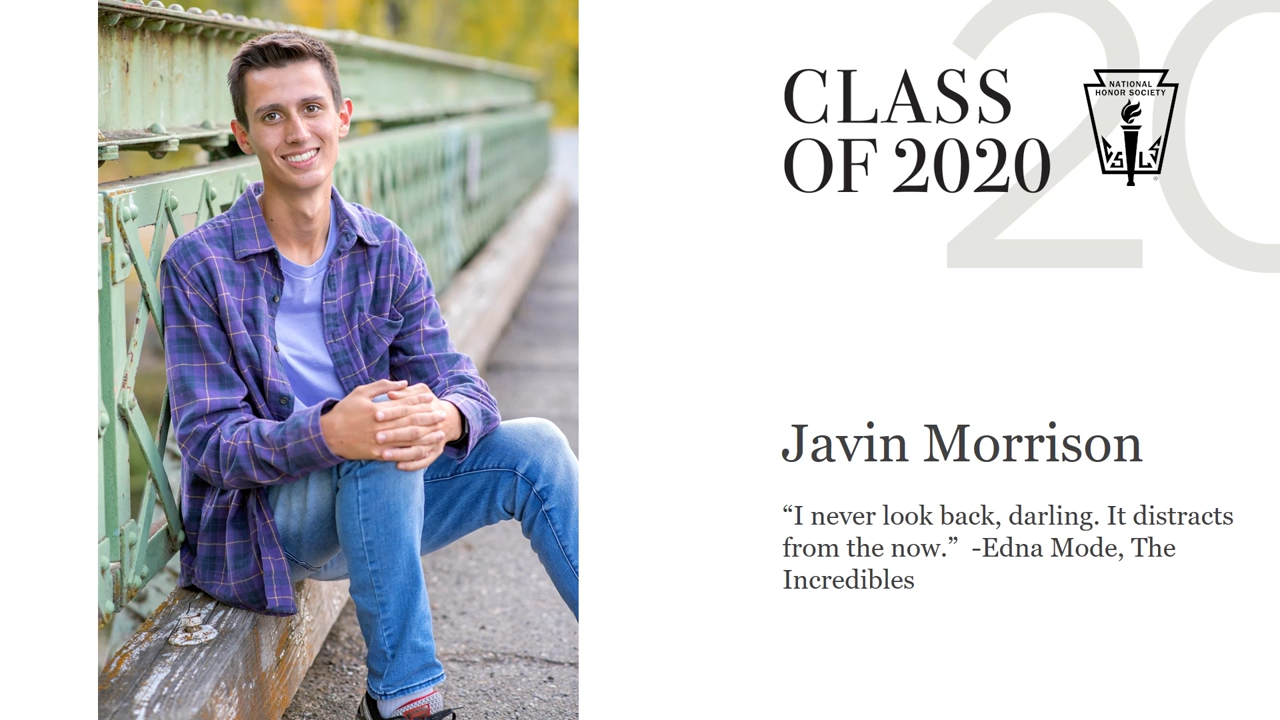 CLASS
OF 2020
NATIONAL
HONOR SOCIETY
20
Javin Morrison
“I never look back, darling. It distracts
from the now.”  -Edna Mode, The
Incredibles